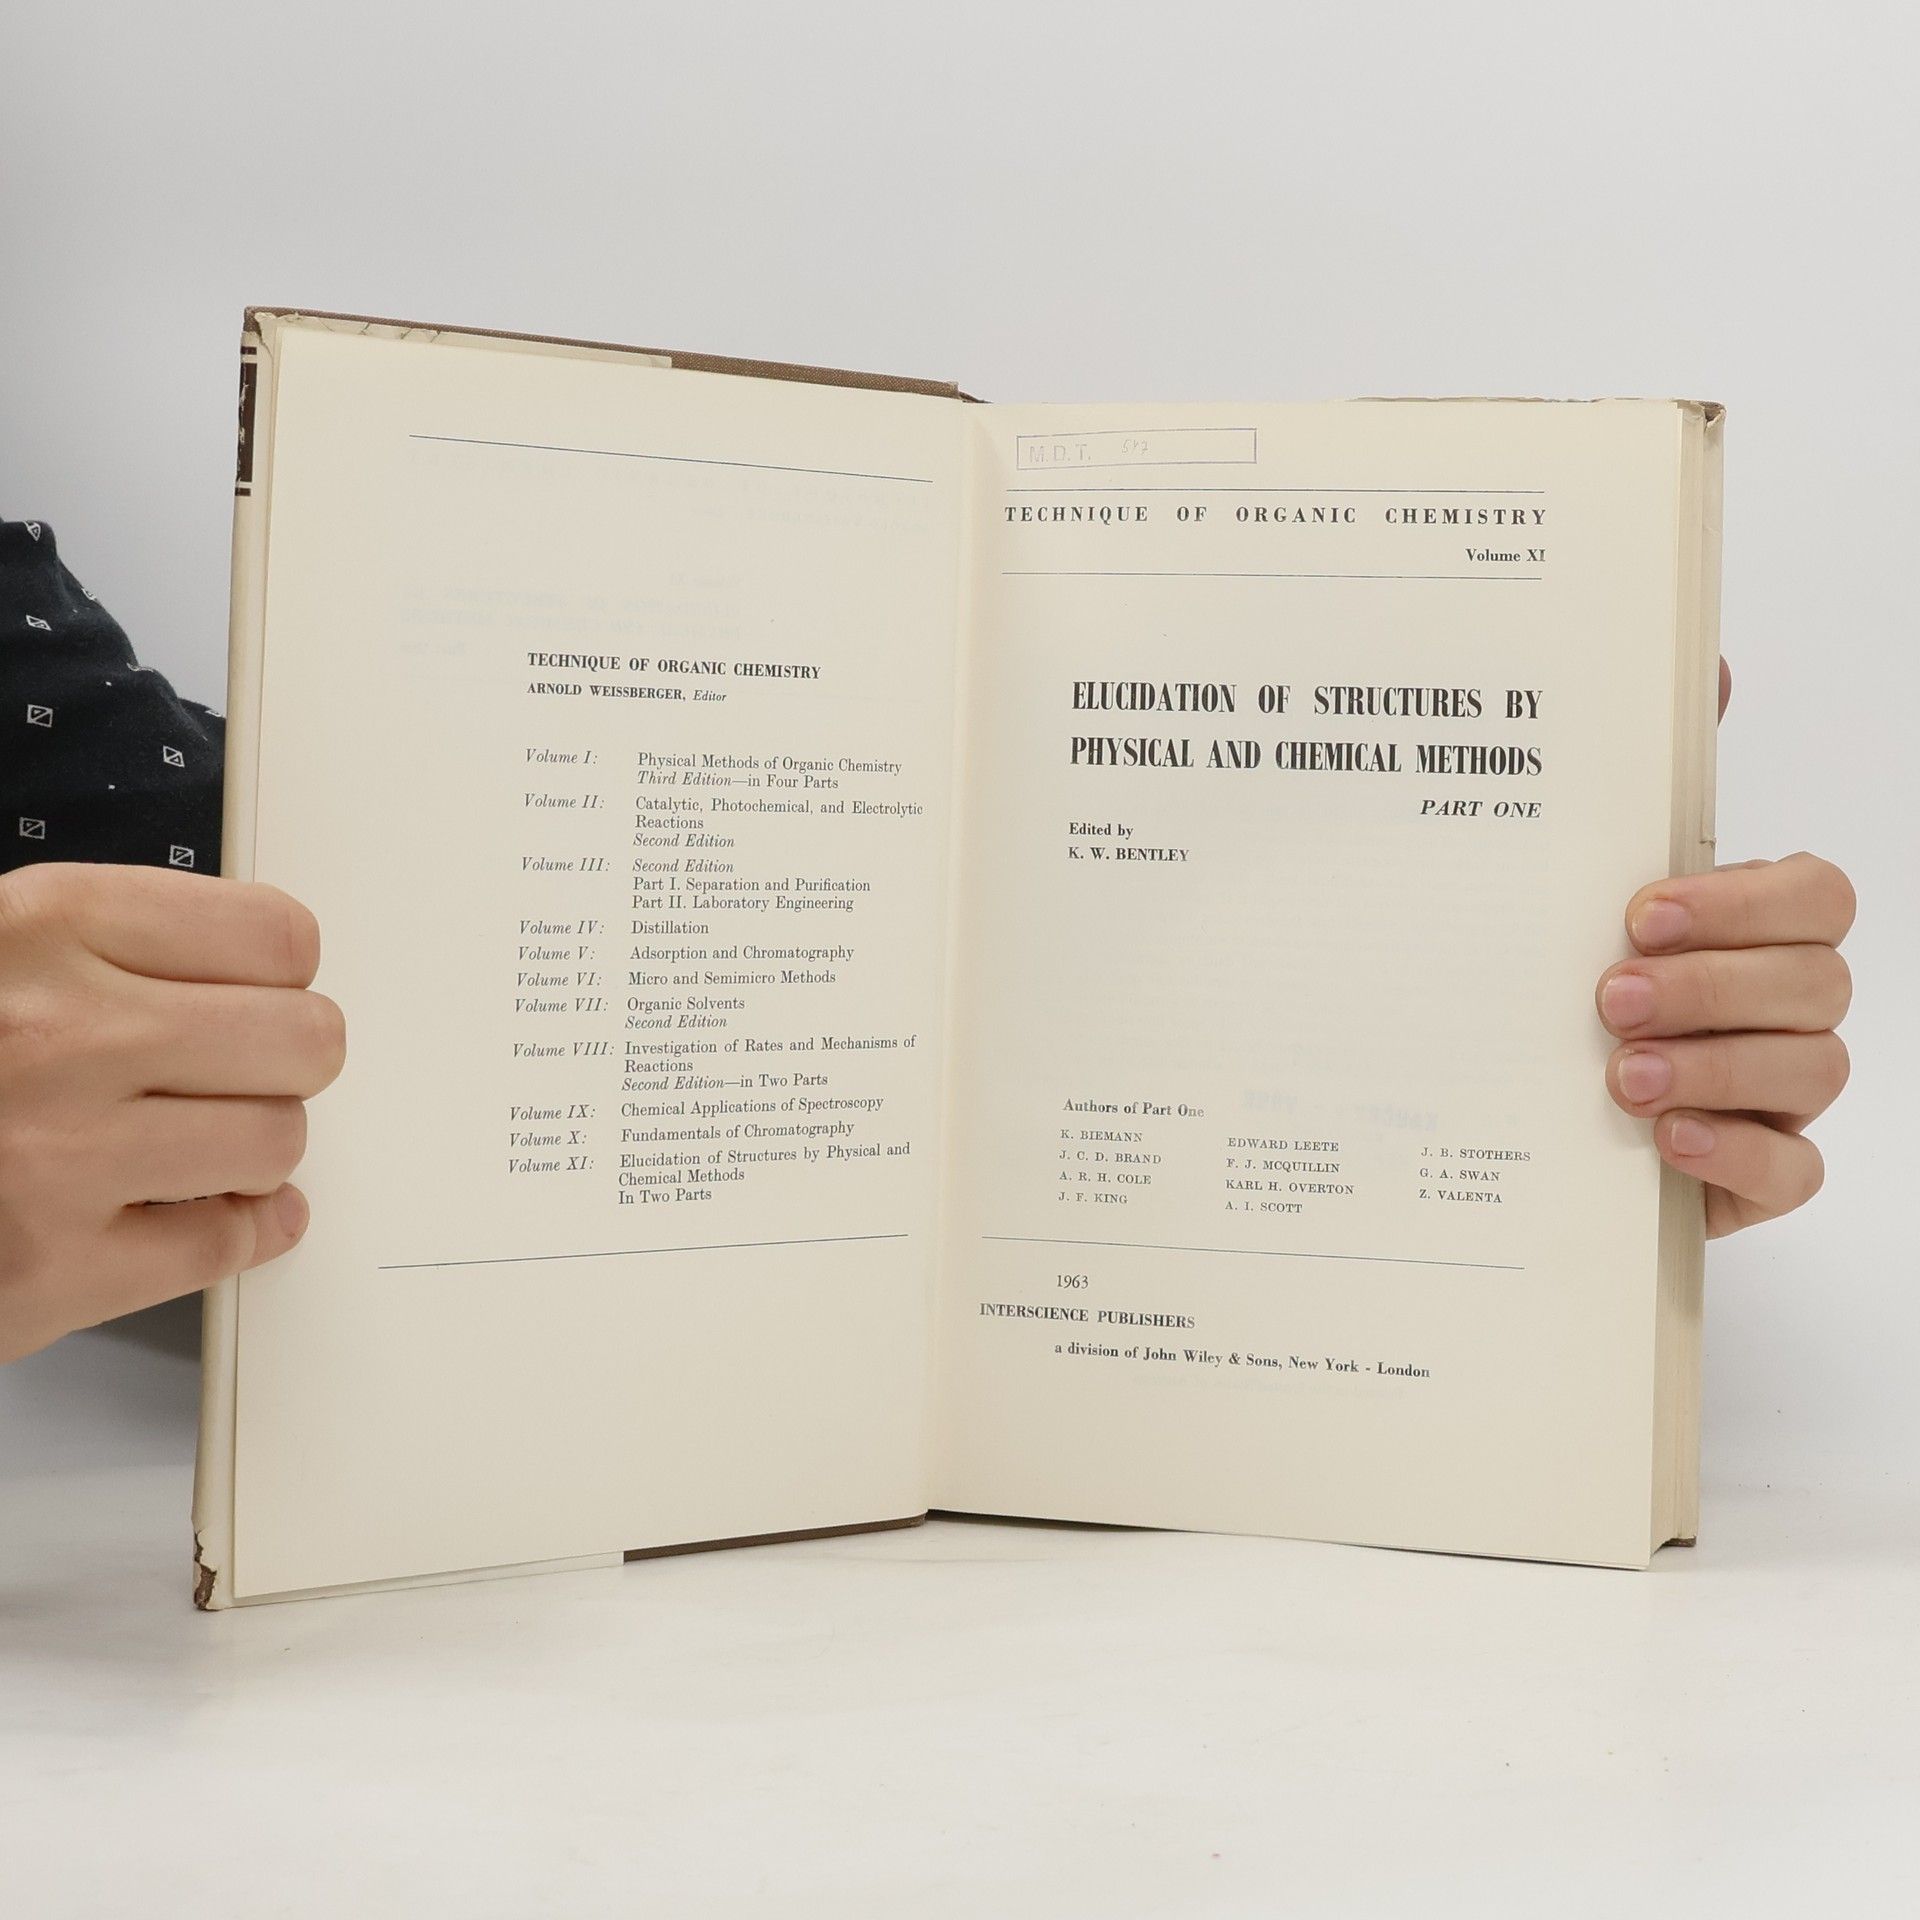 TECHNIQUE OF ORGANIC CHEMISTRY
ARNOLD WEISSBERGER, Editor
Volume I: Physical Methods of Organic Chemistry
Third Edition—in Four Parts
Volume II: Catalytic, Photochemical, and Electrolytic
Reactions
Second Edition
Volume III: Second Edition
Part I. Separation and Purification
Part II. Laboratory Engineering
Volume IV: Distillation
Volume V: Adsorption and Chromatography
Volume VI: Micro and Semimicro Methods
Volume VII: Organic Solvents
Second Edition
Volume VIII: Investigation of Rates and Mechanisms of
Reactions
Second Edition—in Two Parts
Volume IX: Chemical Applications of Spectroscopy
Volume X: Fundamentals of Chromatography
Volume XI: Elucidation of Structures by Physical and
Chemical Methods
In Two Parts
M.D.T. 547
TECHNIQUE OF ORGANIC CHEMISTRY
Volume XI
ELUCIDATION OF STRUCTURES BY
PHYSICAL AND CHEMICAL METHODS
PART ONE
Edited by
K. W. BENTLEY
Authors of Part One
K. BIEMANN
J. C. D. BRAND
A. R. H. COLE
J. F. KING
EDWARD LEETE
F. J. MCQUILLIN
KARL H. OVERTON
A. I. SCOTT
J. B. STOTHERS
G. A. SWAN
Z. VALENTA
1963
INTERSCIENCE PUBLISHERS
a division of John Wiley & Sons, New York - London